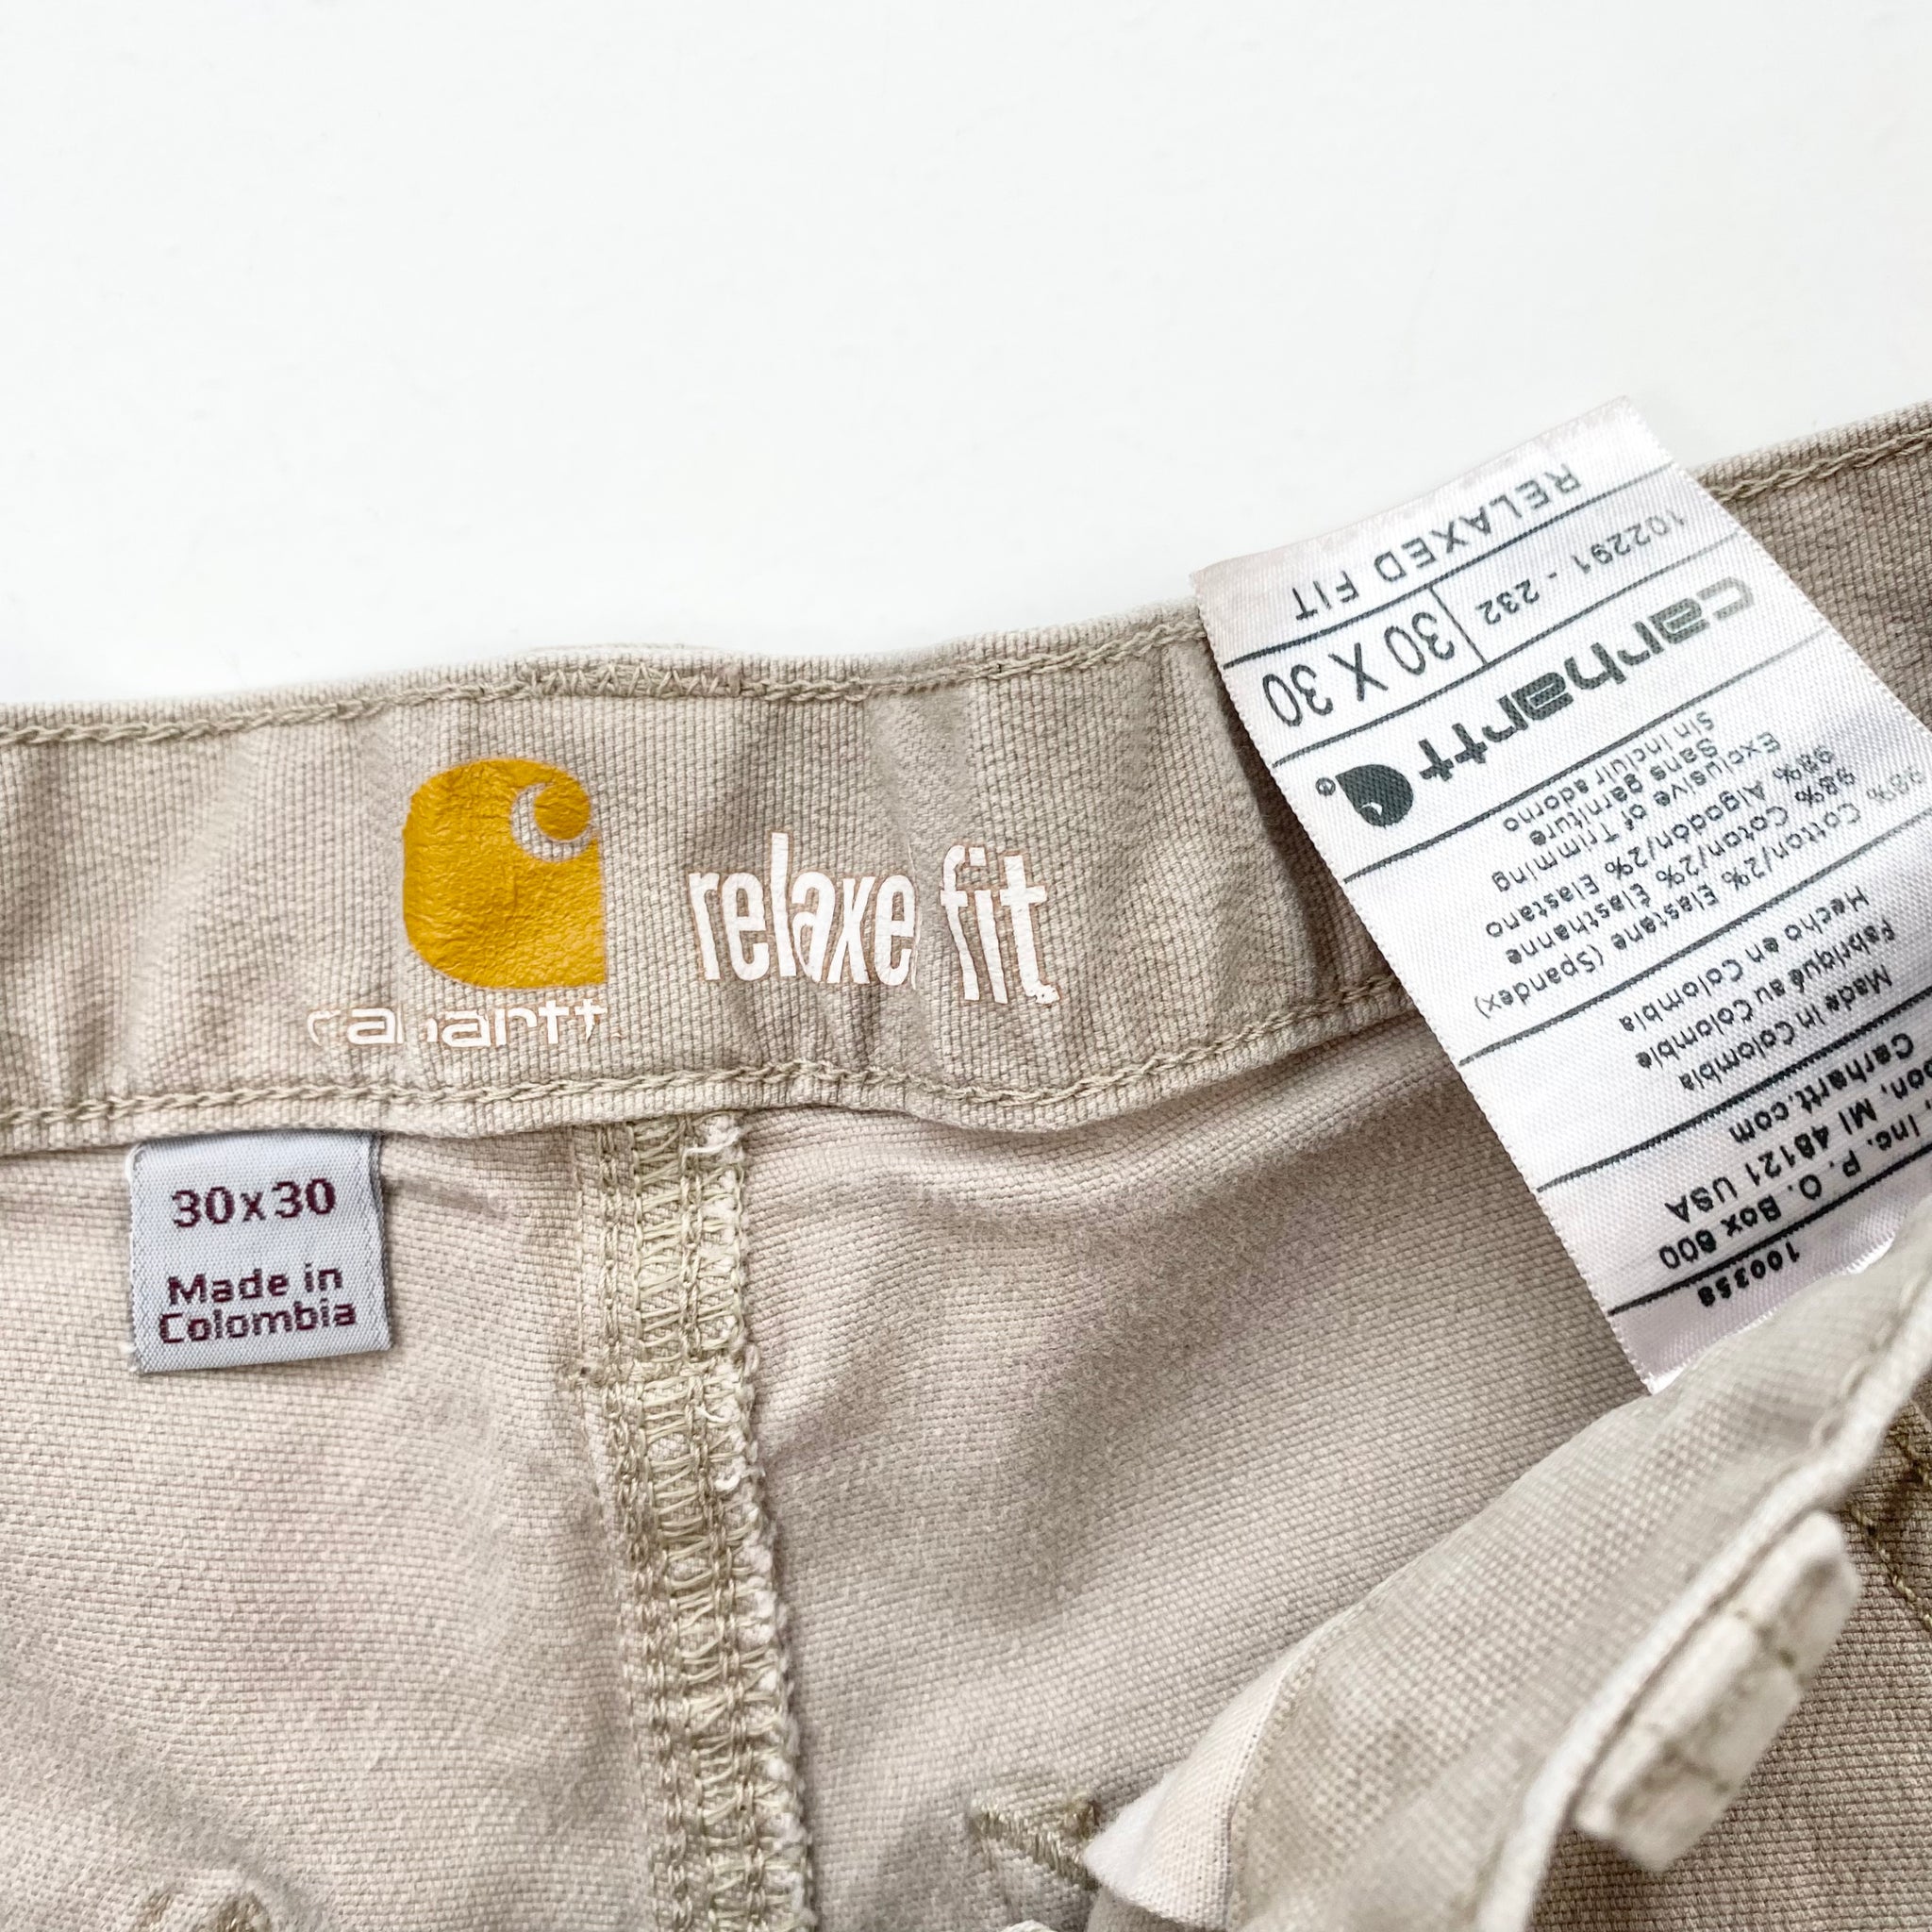 carhartt
relaxe fit
30x30
Made in
Colombia
RELAXED FIT
30 X 30
102291 - 232
carhartt
98% Cotton/2% Elastane (Spandex)
98% Coton/2% Élasthanne
98% Algodón/2% Elastano
Exclusive of Trimming
Sans garniture
Sin incluir adorno
Made in Colombia
Fabriqué au Colombie
Hecho en Colombia
Inc. P. O. Box 600
MI 48121 USA
Carhartt.com